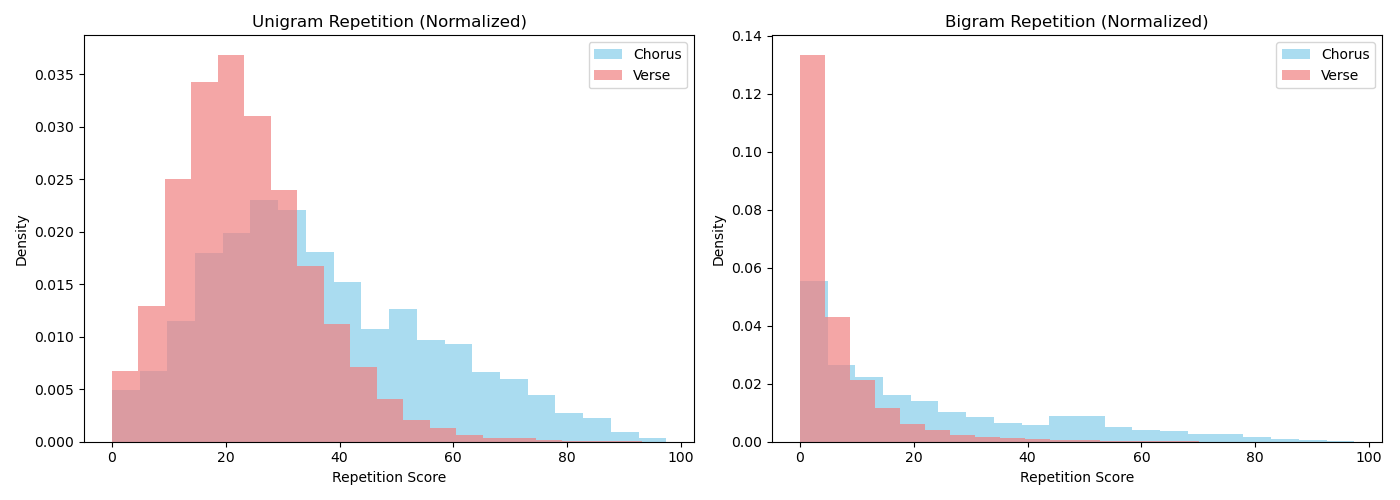 Unigram Repetition (Normalized)
Chorus
Verse
0.035
0.030
0.025
0.020
0.015
0.010
0.005
0.000
Density
0 20 40 60 80 100
Repetition Score
Bigram Repetition (Normalized)
Chorus
Verse
0.14
0.12
0.10
0.08
0.06
0.04
0.02
0.00
Density
0 20 40 60 80 100
Repetition Score